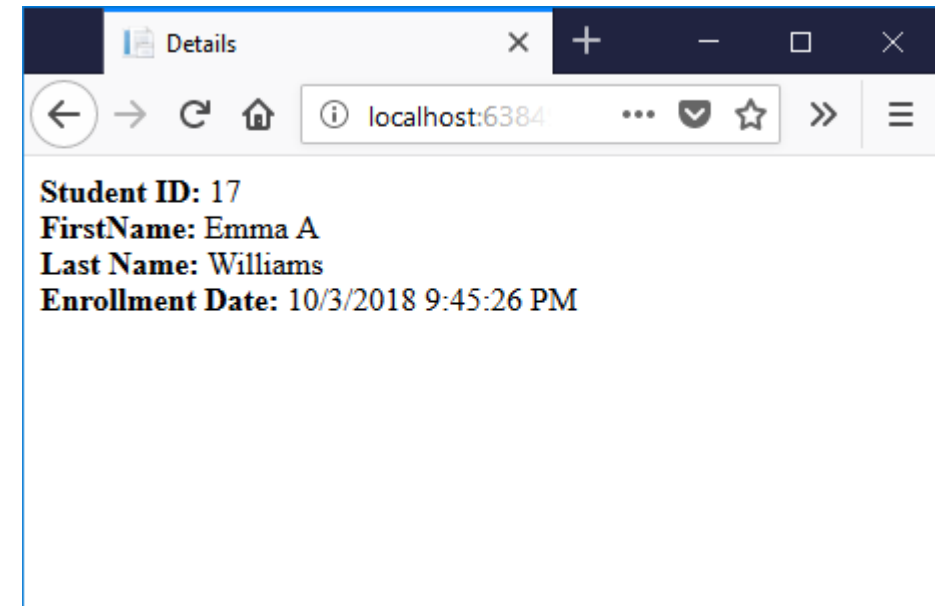 Details
localhost:6384
Student ID: 17
FirstName: Emma A
Last Name: Williams
Enrollment Date: 10/3/2018 9:45:26 PM